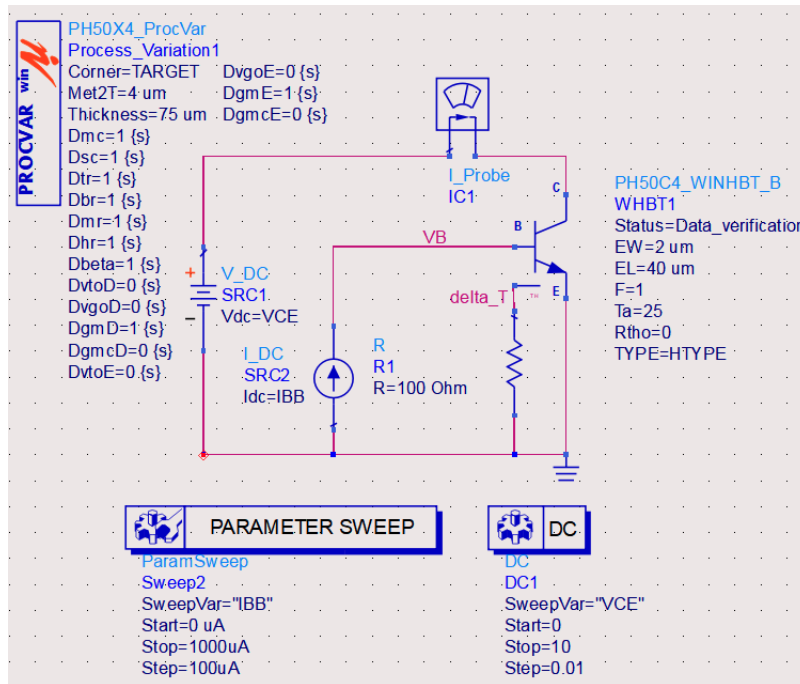 PH50X4_ProcVar
Process_Variation1
Corner=TARGET DvgoE=0 {s}
Met2T=4 um DgmE=1 {s}
Thickness=75 um DgmcE=0 {s}
Dmc=1 {s}
Dsc=1 {s}
Dtr=1 {s}
Dbr=1 {s}
Dmr=1 {s}
Dhr=1 {s}
Dbeta=1 {s}
DvtoD=0 {s}
DvgoD=0 {s}
DgmD=1 {s}
DgmcD=0 {s}
DvtoE=0 {s}
PROCVAR win
I_Probe
IC1
C
B
E
VB
PH50C4_WINHBT_B
WHBT1
Status=Data_verification
EW=2 um
EL=40 um
F=1
Ta=25
Rtho=0
TYPE=HTYPE
+
V_DC
SRC1
Vdc=VCE
−
delta_T
TH
I_DC
SRC2
Idc=IBB
R
R1
R=100 Ohm
PARAMETER SWEEP
ParamSweep
Sweep2
SweepVar="IBB"
Start=0 uA
Stop=1000uA
Step=100uA
DC
DC
DC1
SweepVar="VCE"
Start=0
Stop=10
Step=0.01